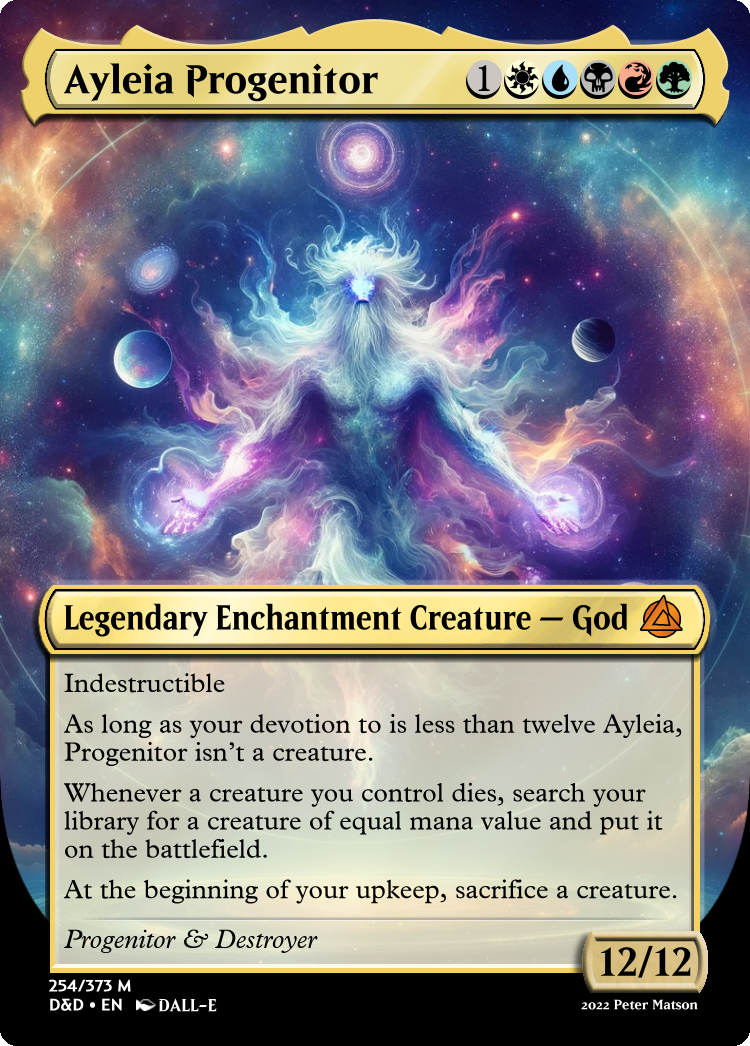 Ayleia Progenitor 1
Legendary Enchantment Creature — God
Indestructible
As long as your devotion to is less than twelve Ayleia,
Progenitor isn't a creature.
Whenever a creature you control dies, search your
library for a creature of equal mana value and put it
on the battlefield.
At the beginning of your upkeep, sacrifice a creature.
Progenitor & Destroyer
12/12
254/373 M
D&D • EN DALL-E
2022 Peter Matson